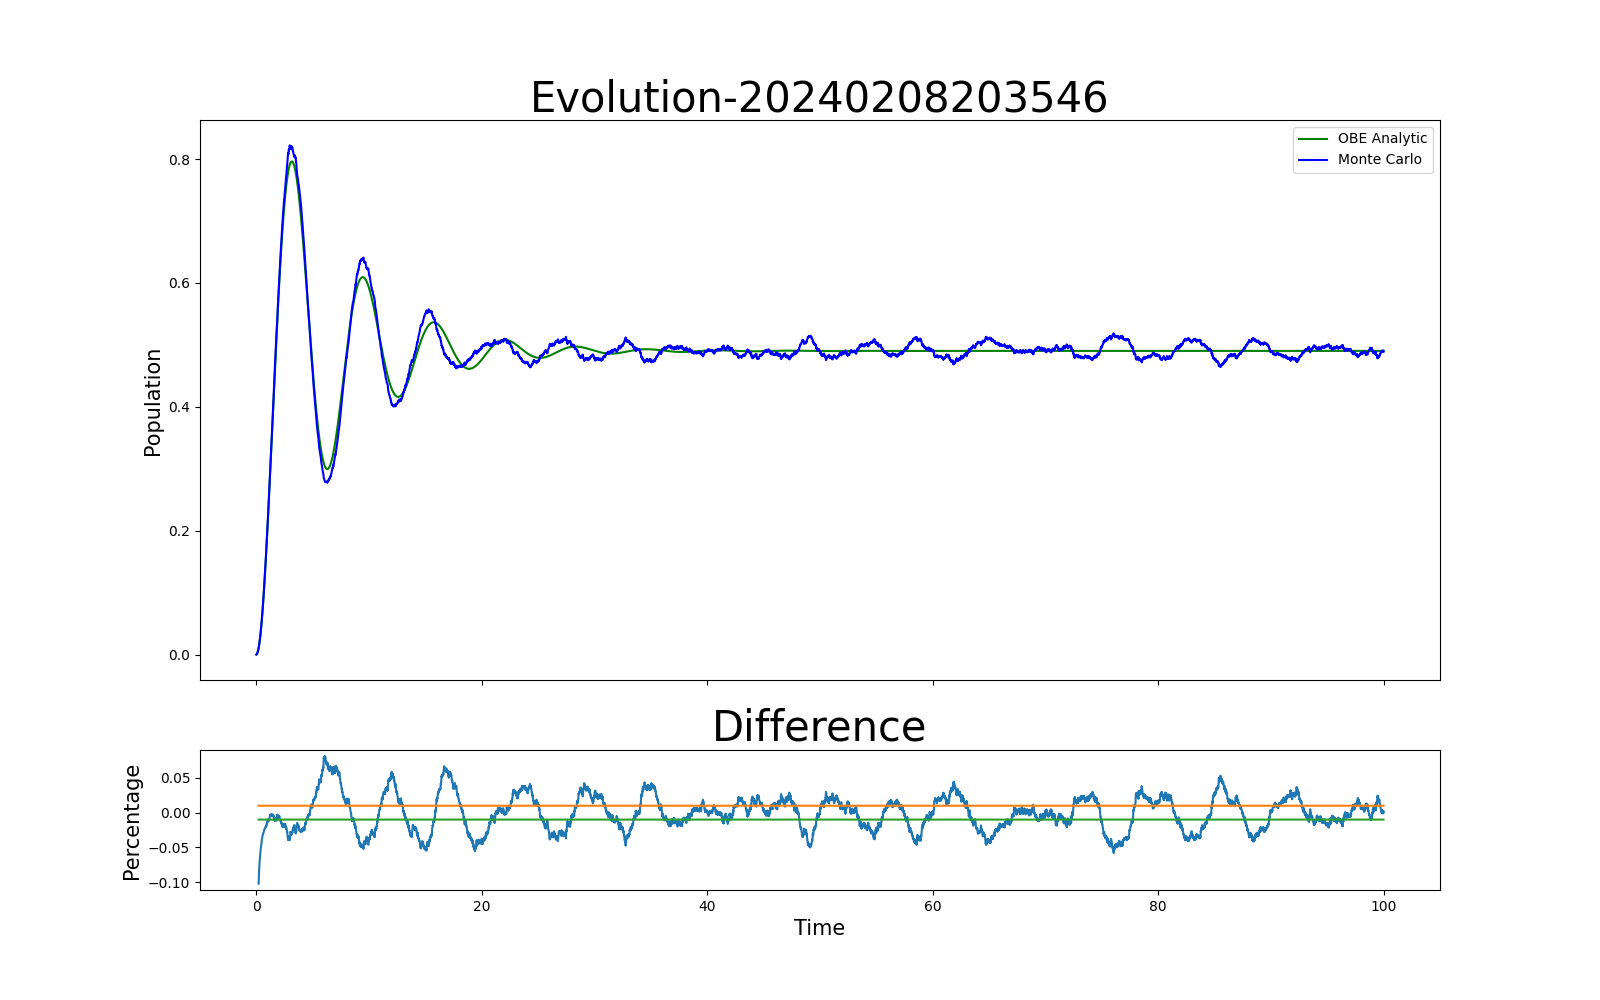 Evolution-20240208203546
OBE Analytic
Monte Carlo
Population
0.8
0.6
0.4
0.2
0.0
Difference
Percentage
0.05
0.00
−0.05
−0.10
0 20 40 60 80 100
Time